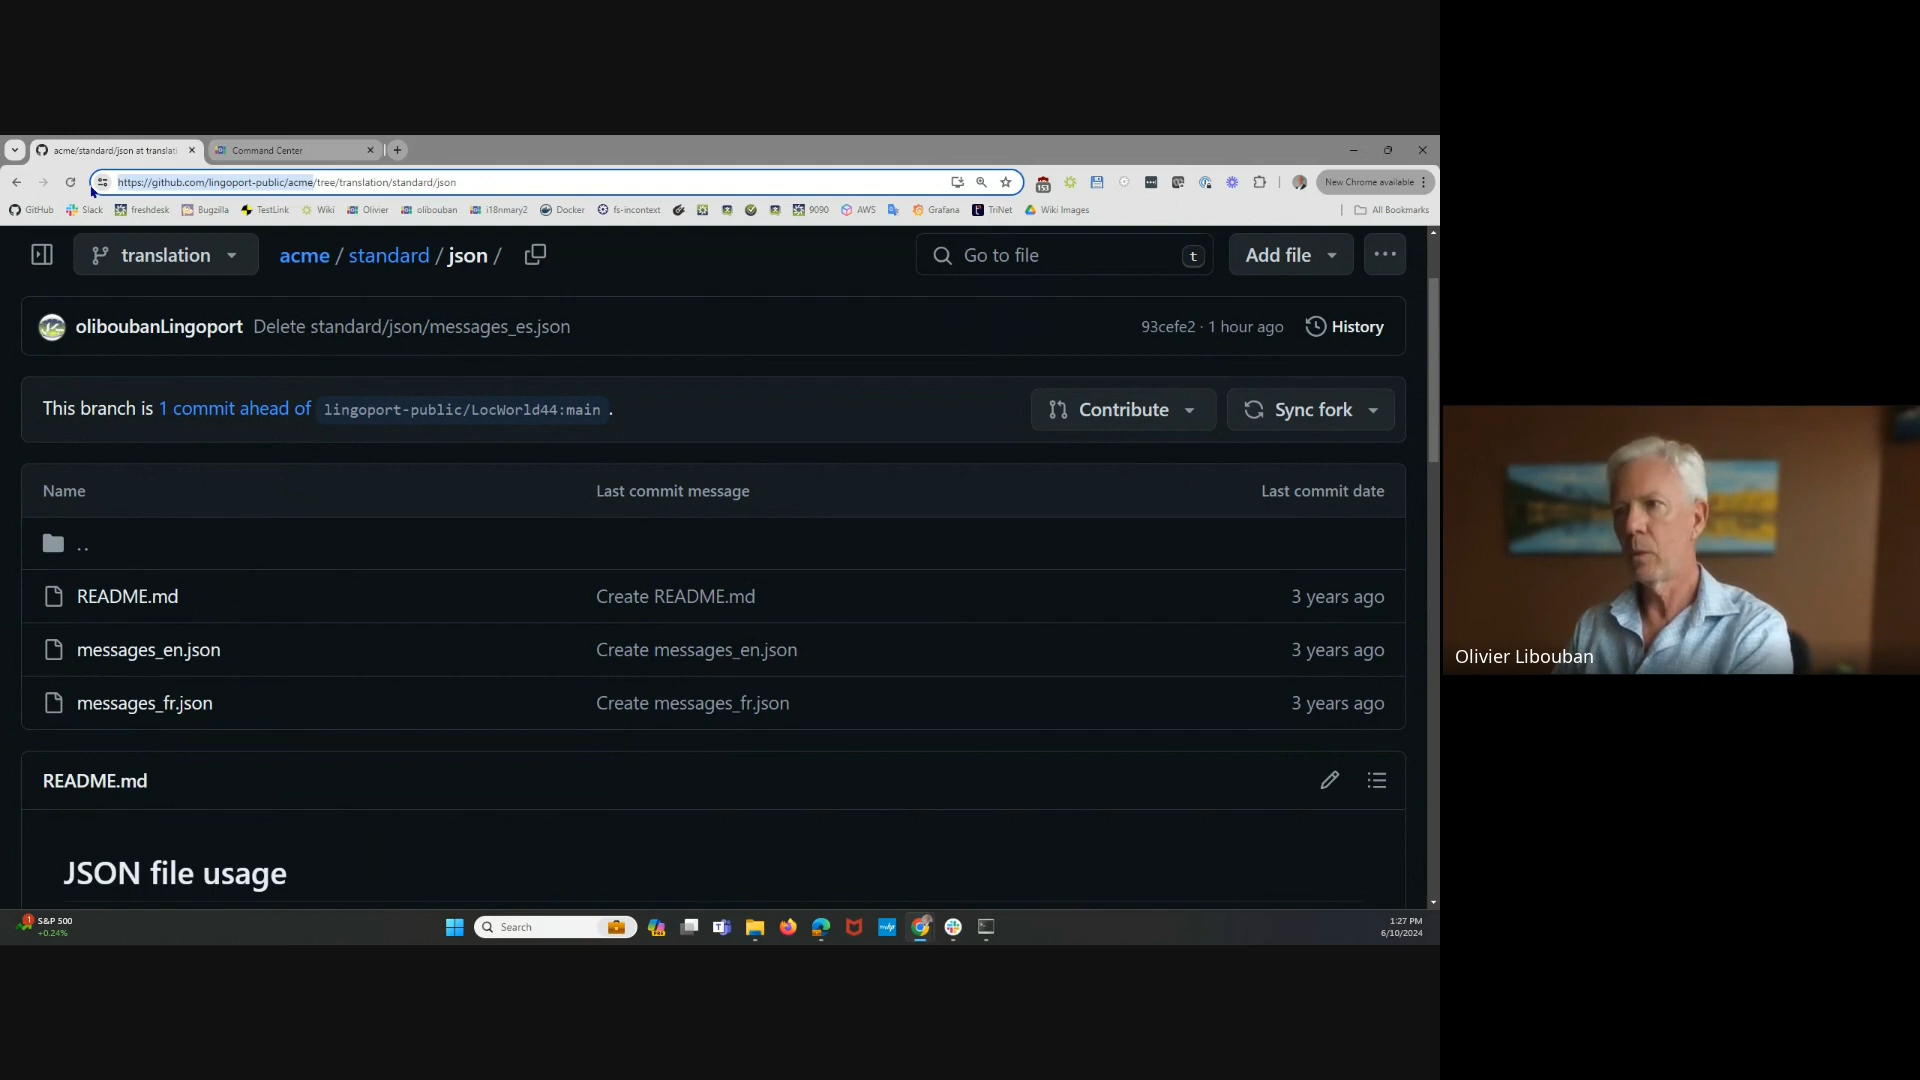 acme/standard/json at translati
Command Center
https://github.com/lingoport-public/acme/tree/translation/standard/json
153
New Chrome available
GitHub
Slack
freshdesk
Bugzilla
TestLink
Wiki
Olivier
olibouban
i18nmary2
Docker
fs-incontext
9090
AWS
Grafana
TriNet
Wiki Images
All Bookmarks
translation
acme / standard / json /
Go to file
t
Add file
oliboubanLingoport Delete standard/json/messages_es.json
93cefe2 · 1 hour ago
History
This branch is 1 commit ahead of lingoport-public/LocWorld44:main .
Contribute
Sync fork
Name Last commit message Last commit date
..
README.md Create README.md 3 years ago
messages_en.json Create messages_en.json 3 years ago
messages_fr.json Create messages_fr.json 3 years ago
README.md
JSON file usage
Olivier Libouban
1
S&P 500
+0.24%
Search
1:27 PM
6/10/2024